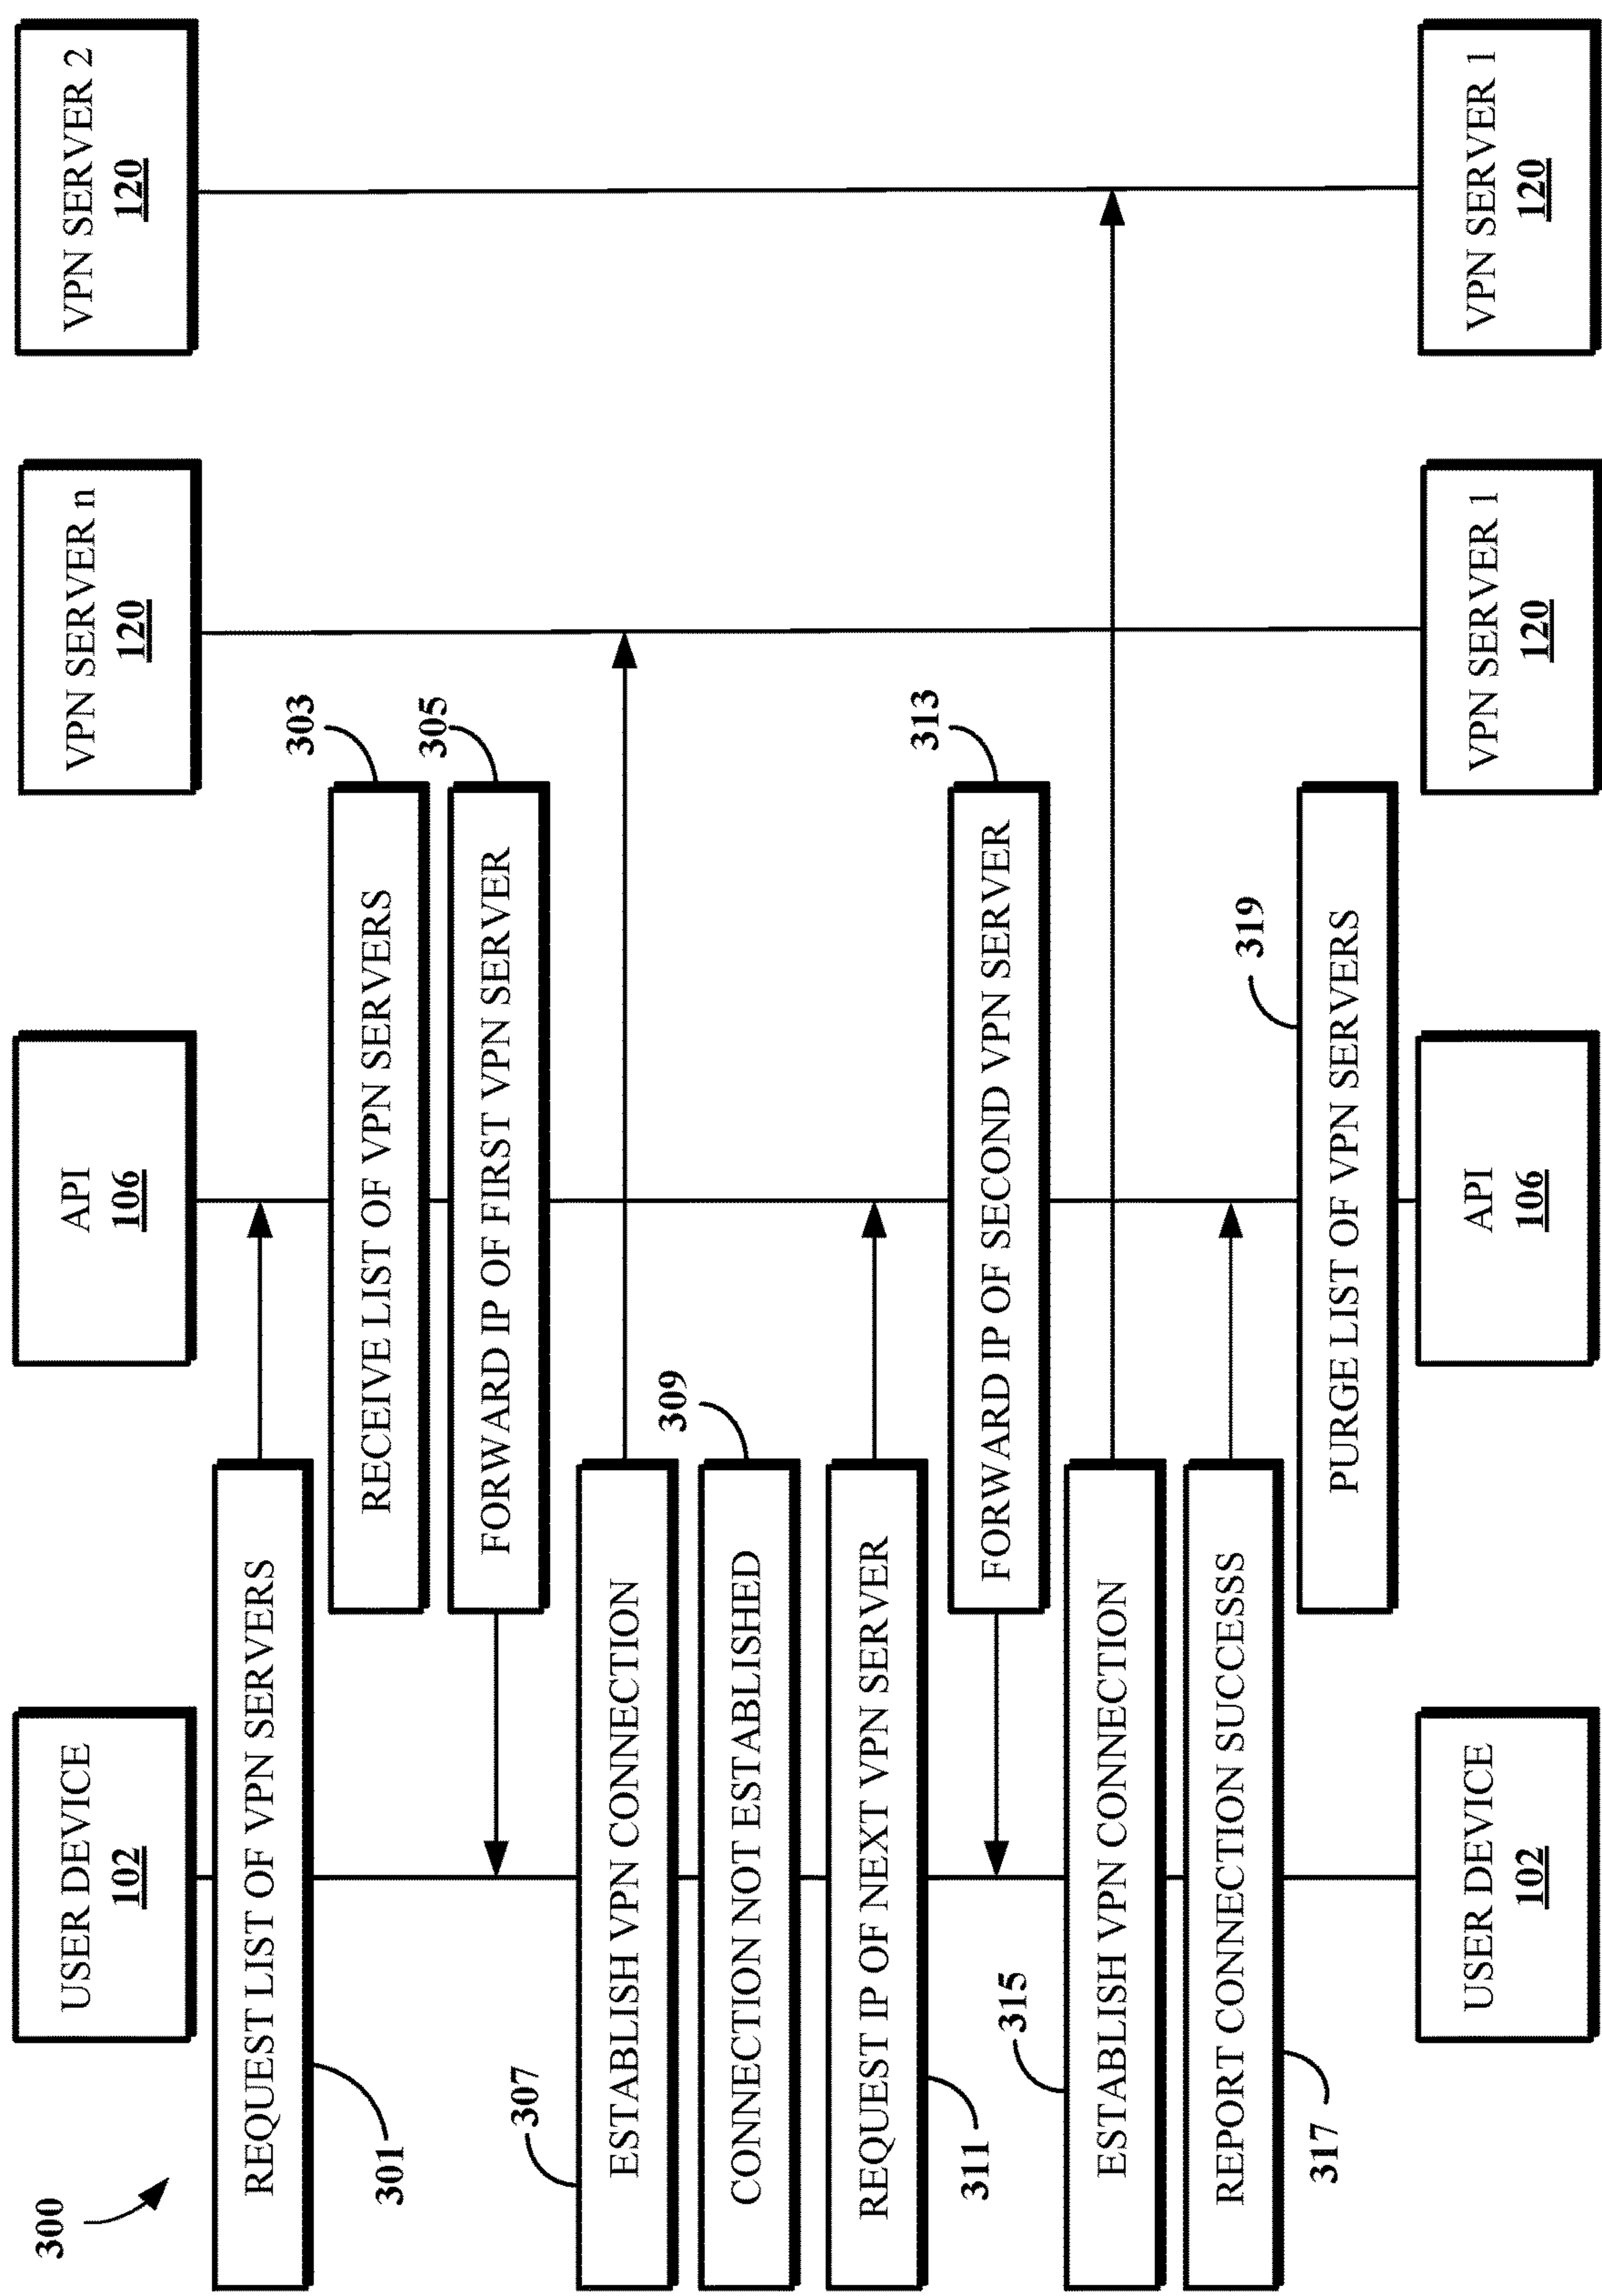 300
USER DEVICE
102
API
106
VPN SERVER n
120
VPN SERVER 2
120
REQUEST LIST OF VPN SERVERS
301
RECEIVE LIST OF VPN SERVERS
303
FORWARD IP OF FIRST VPN SERVER
305
ESTABLISH VPN CONNECTION
307
CONNECTION NOT ESTABLISHED
309
REQUEST IP OF NEXT VPN SERVER
311
FORWARD IP OF SECOND VPN SERVER
313
ESTABLISH VPN CONNECTION
315
REPORT CONNECTION SUCCESS
317
PURGE LIST OF VPN SERVERS
319
USER DEVICE
102
API
106
VPN SERVER 1
120
VPN SERVER 1
120